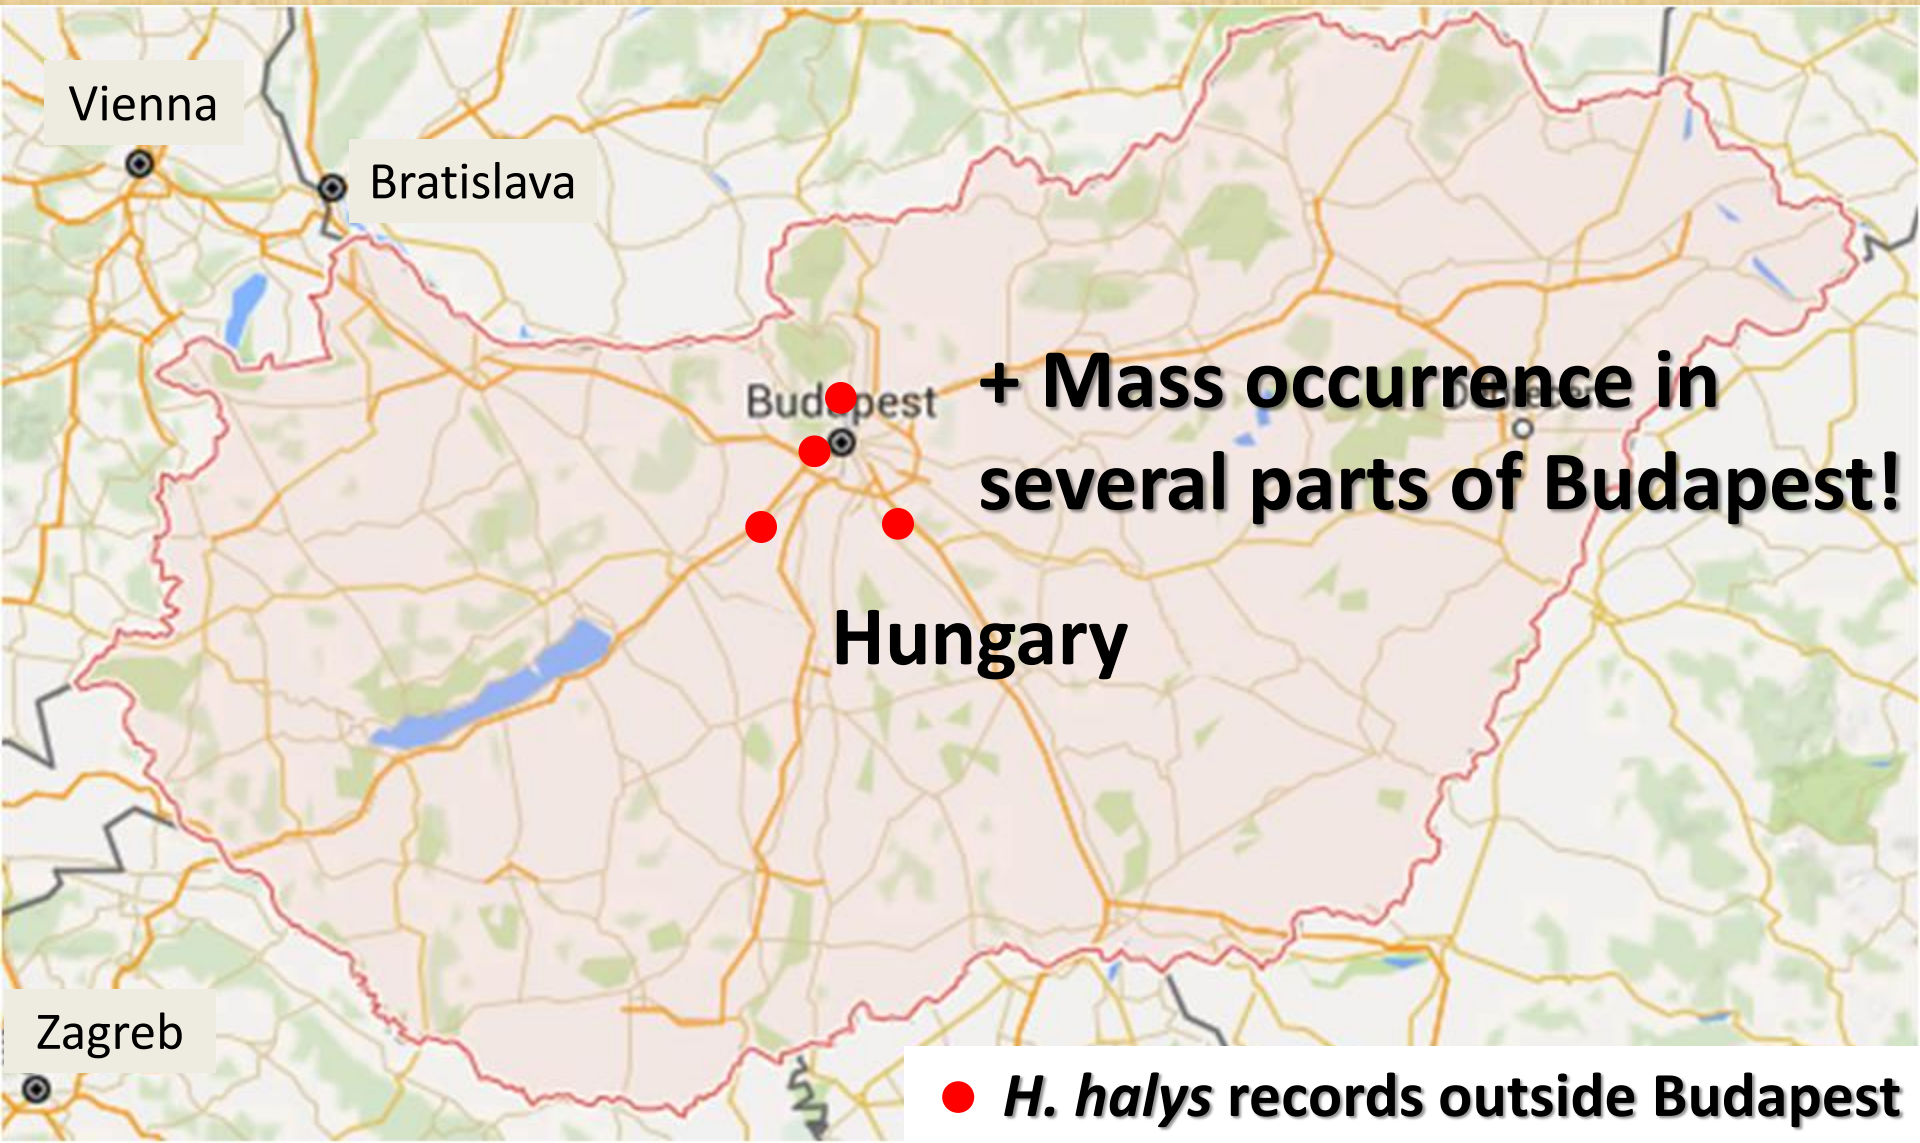 Vienna
Bratislava
Budapest
+ Mass occurrence in
several parts of Budapest!
Hungary
Zagreb
H. halys records outside Budapest